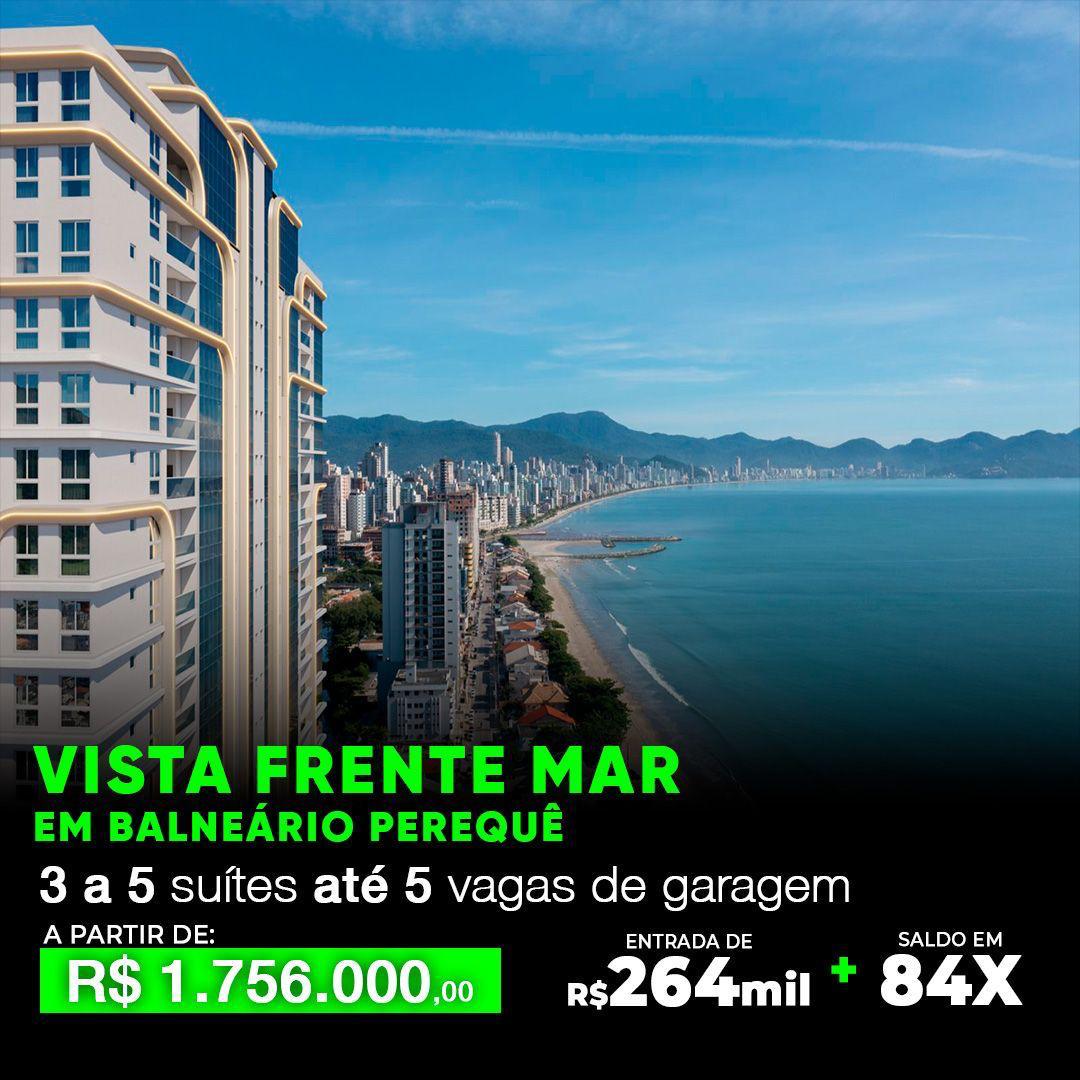 VISTA FRENTE MAR
EM BALNEÁRIO PEREQUÊ
3 a 5 suítes até 5 vagas de garagem
A PARTIR DE:
R$ 1.756.000,00
ENTRADA DE
R$264mil
+
SALDO EM
84X